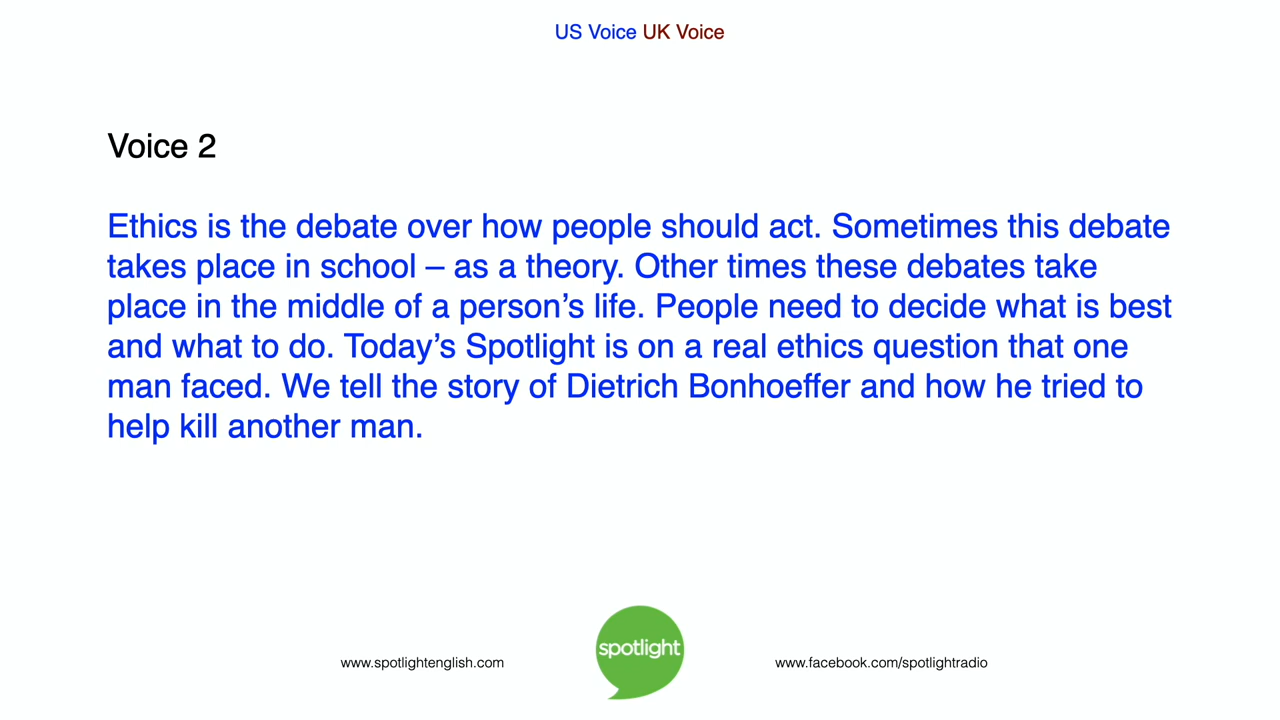 US Voice UK Voice
Voice 2
Ethics is the debate over how people should act. Sometimes this debate
takes place in school – as a theory. Other times these debates take
place in the middle of a person’s life. People need to decide what is best
and what to do. Today’s Spotlight is on a real ethics question that one
man faced. We tell the story of Dietrich Bonhoeffer and how he tried to
help kill another man.
www.spotlightenglish.com
spotlight
www.facebook.com/spotlightradio